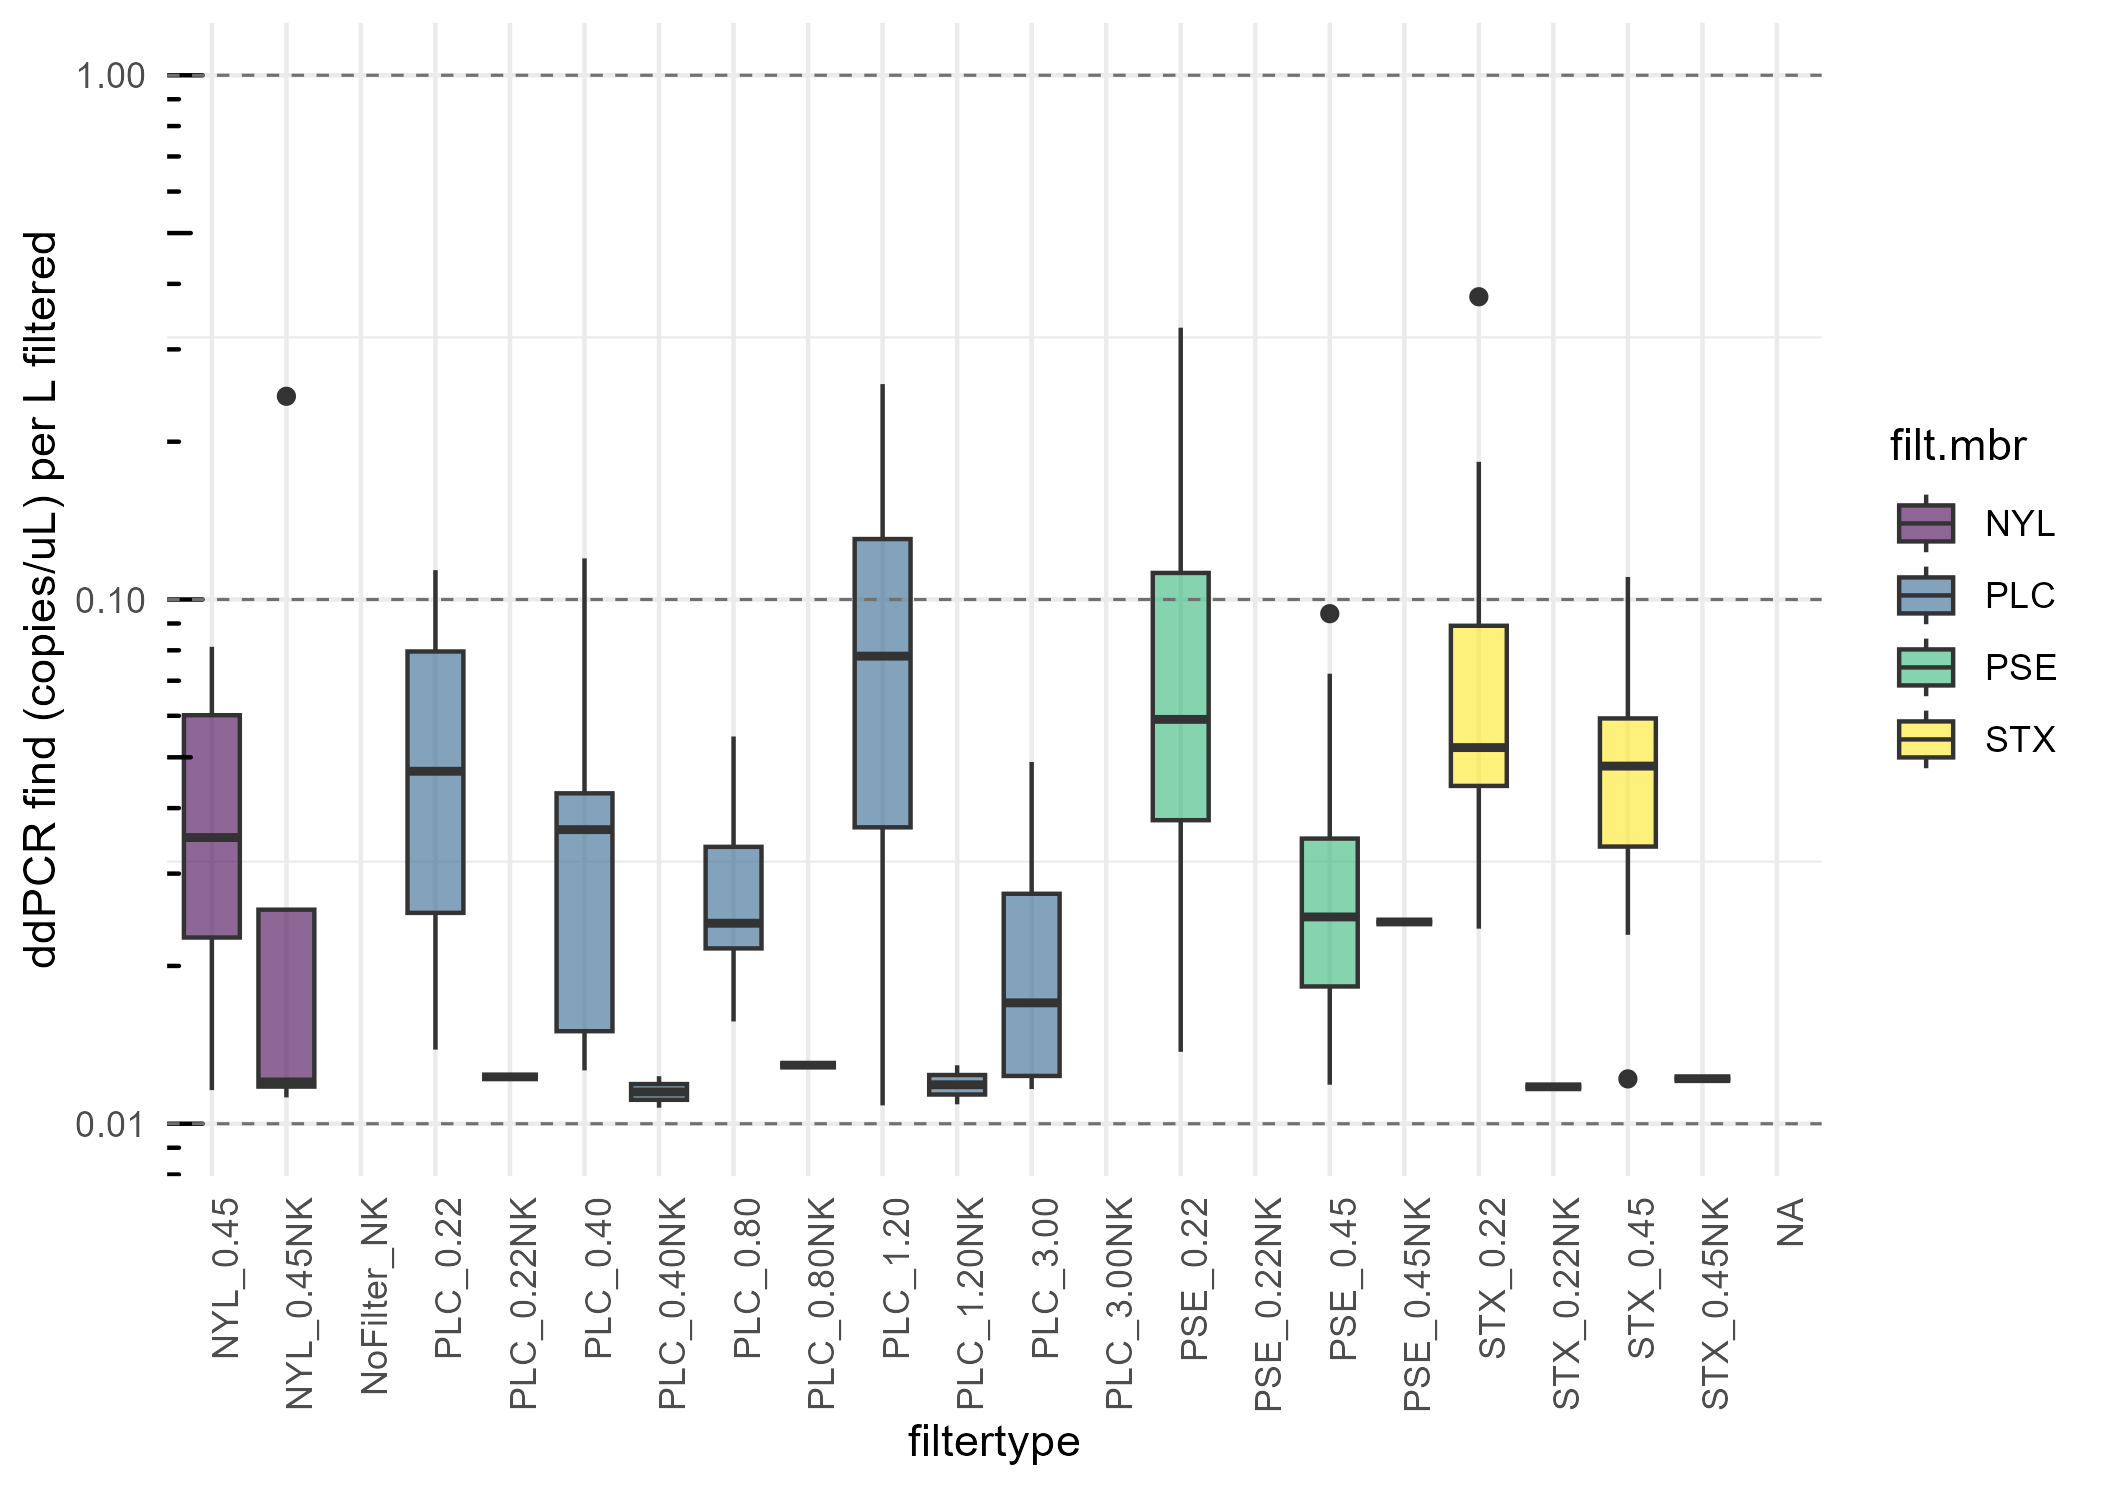 ddPCR find (copies/uL) per L filtered
1.00
0.10
0.01
NYL_0.45
NYL_0.45NK
NoFilter_NK
PLC_0.22
PLC_0.22NK
PLC_0.40
PLC_0.40NK
PLC_0.80
PLC_0.80NK
PLC_1.20
PLC_1.20NK
PLC_3.00
PLC_3.00NK
PSE_0.22
PSE_0.22NK
PSE_0.45
PSE_0.45NK
STX_0.22
STX_0.22NK
STX_0.45
STX_0.45NK
NA
filtertype
filt.mbr
NYL
PLC
PSE
STX